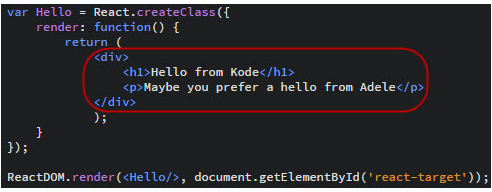 var Hello = React.createClass({
    render: function() {
        return (
            <div>
                <h1>Hello from Kode</h1>
                <p>Maybe you prefer a hello from Adele</p>
            </div>
            );
    }
});

ReactDOM.render(<Hello/>, document.getElementById('react-target'));